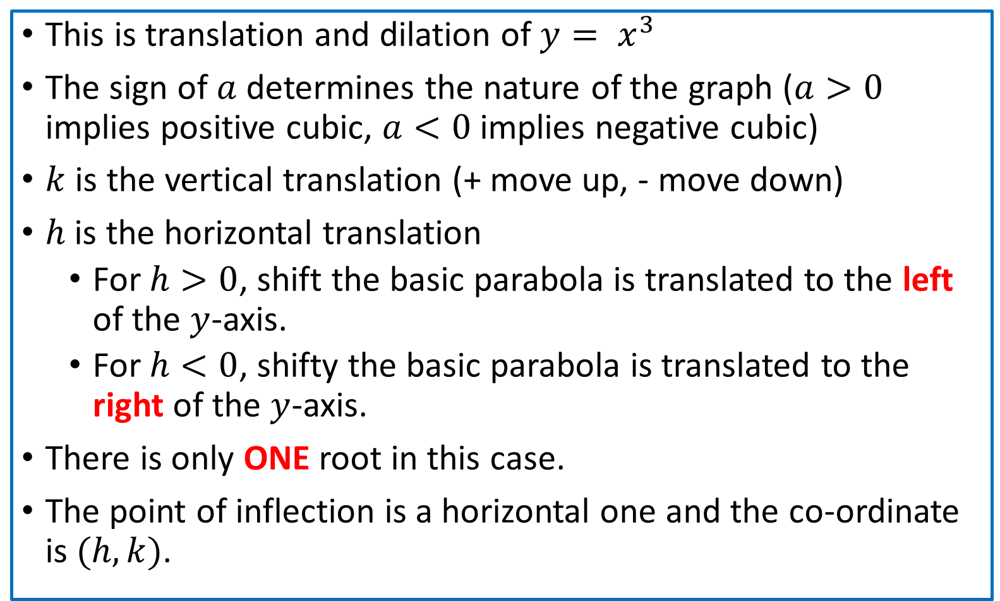 • This is translation and dilation of y = x³
• The sign of a determines the nature of the graph (a > 0
implies positive cubic, a < 0 implies negative cubic)
• k is the vertical translation (+ move up, - move down)
• h is the horizontal translation
• For h > 0, shift the basic parabola is translated to the left
of the y-axis.
• For h < 0, shifty the basic parabola is translated to the
right of the y-axis.
• There is only ONE root in this case.
• The point of inflection is a horizontal one and the co-ordinate
is (h, k).